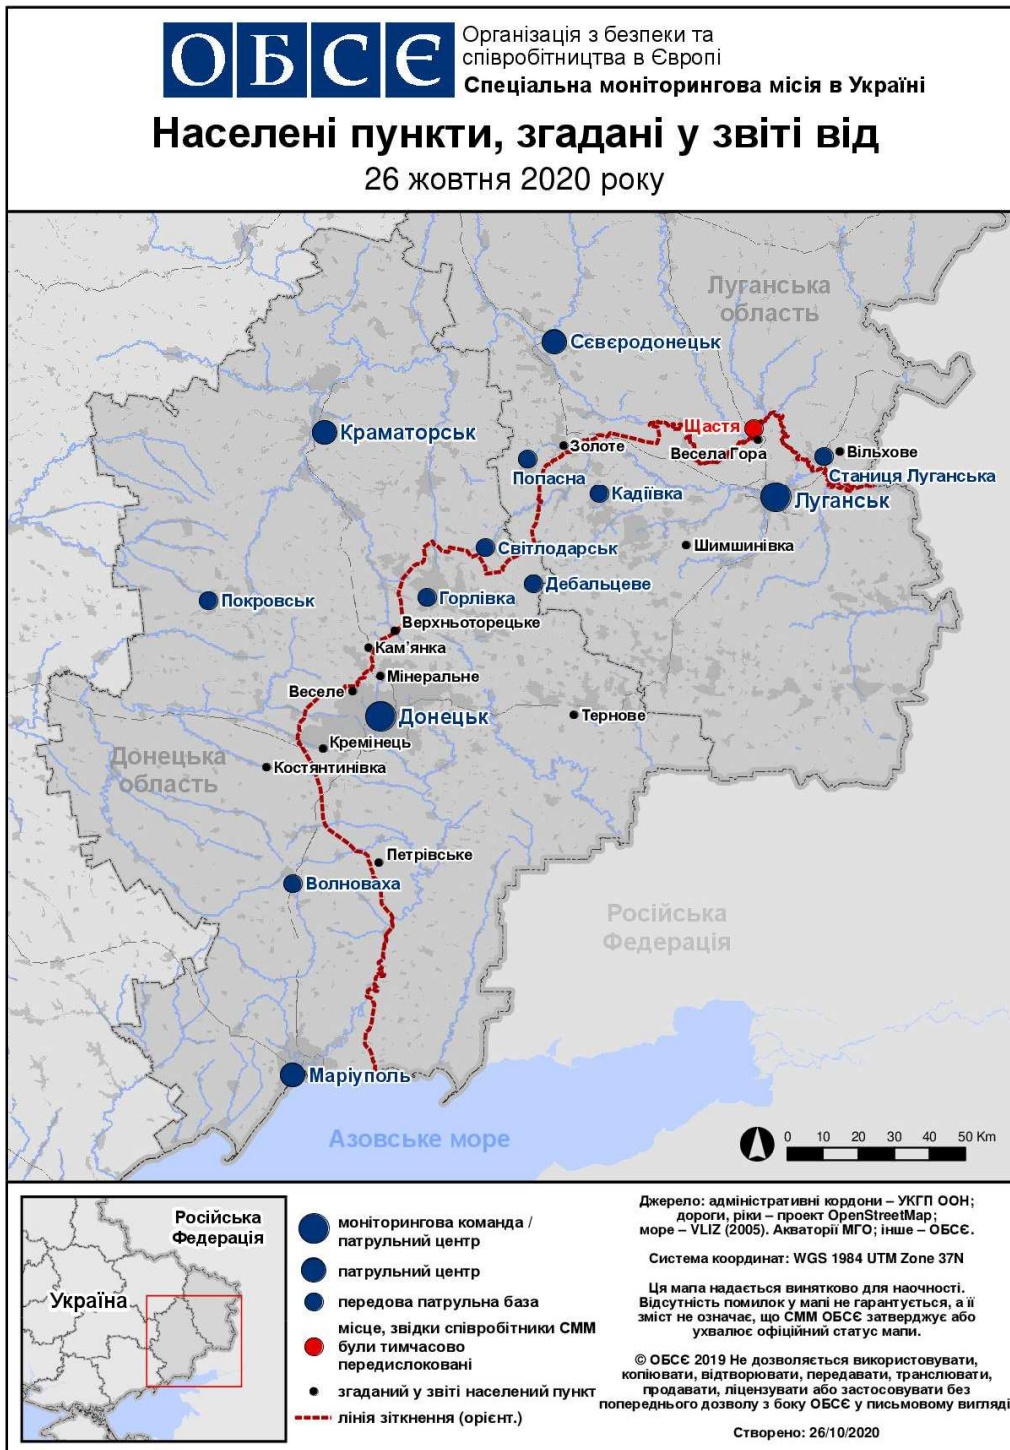 ОБСЄ
Організація з безпеки та
співробітництва в Європі
Спеціальна моніторингова місія в Україні
Населені пункти, згадані у звіті від
26 жовтня 2020 року
Луганська
область
Сєвєродонецьк
Щастя
Краматорськ
Золоте
Весела Гора
Вільхове
Попасна
Станиця Луганська
Кадіївка
Луганськ
Світлодарськ
Шимшинівка
Дебальцеве
Покровськ
Горлівка
Верхньоторецьке
Кам'янка
Мінеральне
Веселе
Донецьк
Тернове
Кремінець
Донецька
область
Костянтинівка
Петрівське
Волноваха
Російська
Федерація
Маріуполь
Азовське море
0 10 20 30 40 50 Km
Російська
Федерація
Україна
моніторингова команда /
патрульний центр
патрульний центр
передова патрульна база
місце, звідки співробітники СММ
були тимчасово
передислоковані
згаданий у звіті населений пункт
лінія зіткнення (орієнт.)
Джерело: адміністративні кордони – УКГП ООН;
дороги, ріки – проект OpenStreetMap;
море – VLIZ (2005). Акваторії МГО; інше – ОБСЄ.
Система координат: WGS 1984 UTM Zone 37N
Ця мапа надається винятково для наочності.
Відсутність помилок у мапі не гарантується, а її
зміст не означає, що СММ ОБСЄ затверджує або
ухвалює офіційний статус мапи.
© ОБСЄ 2019 Не дозволяється використовувати,
копіювати, відтворювати, передавати, транслювати,
продавати, ліцензувати або застосовувати без
попереднього дозволу з боку ОБСЄ у письмовому вигляді
Створено: 26/10/2020